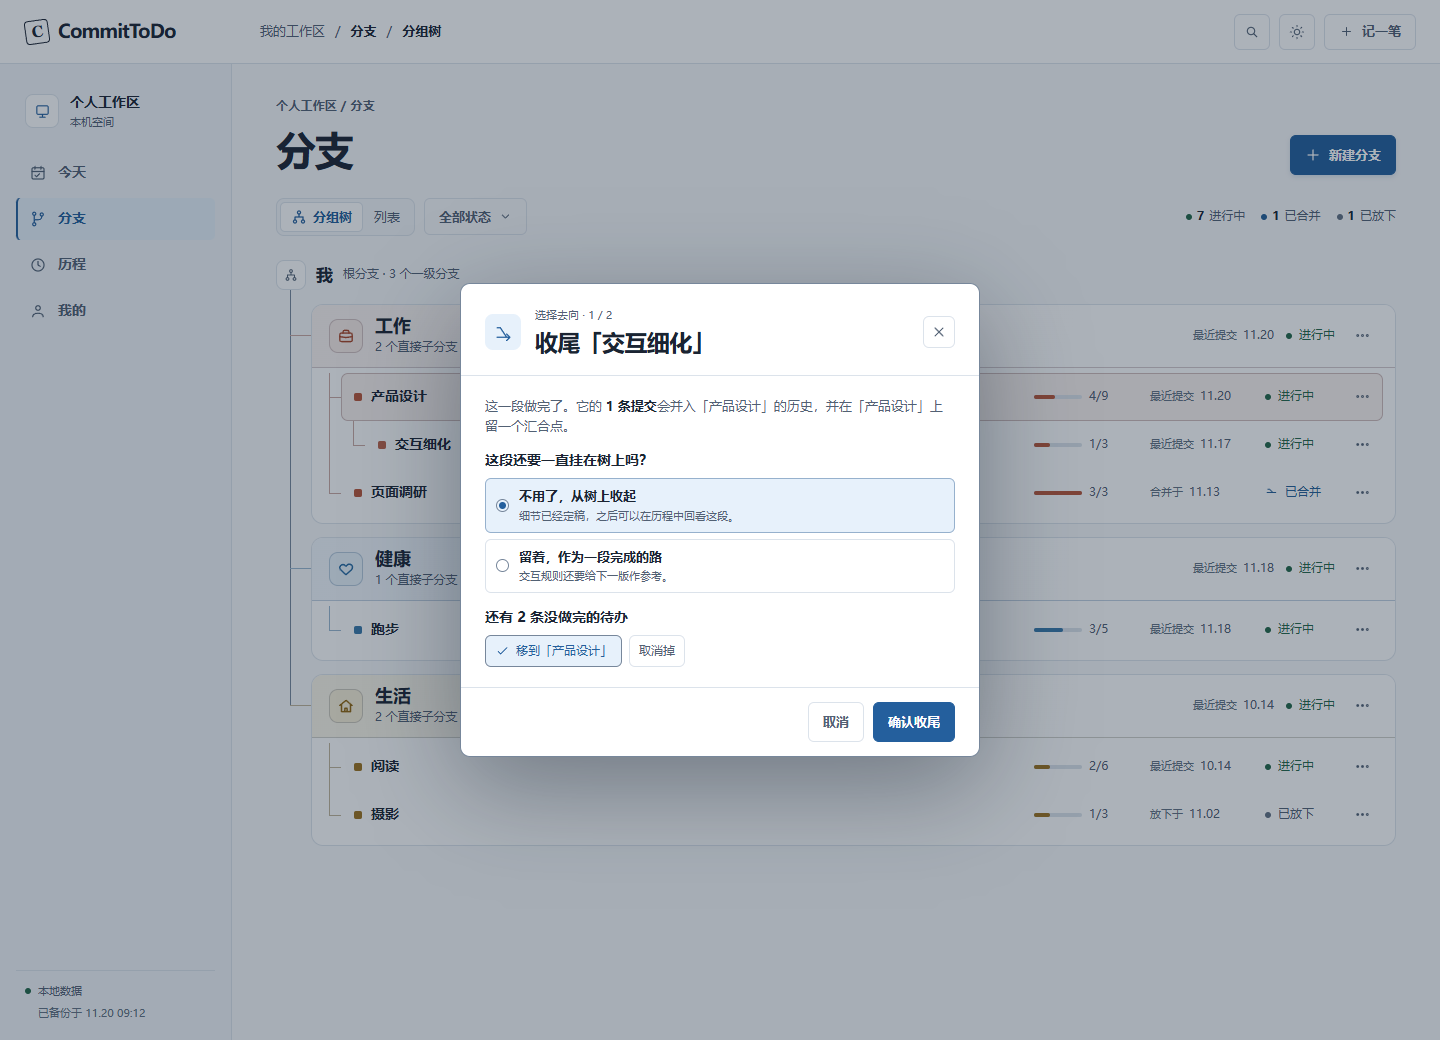 C CommitToDo
我的工作区 / 分支 / 分组树
记一笔
个人工作区
本机空间
今天
分支
历程
我的
个人工作区 / 分支
分支
新建分支
分组树 列表 全部状态
7 进行中 1 已合并 1 已放下
我 根分支 · 3 个一级分支
工作
2 个直接子分支
最近提交 11.20 进行中
产品设计 4/9 最近提交 11.20 进行中
交互细化 1/3 最近提交 11.17 进行中
页面调研 3/3 合并于 11.13 已合并
健康
1 个直接子分支
最近提交 11.18 进行中
跑步 3/5 最近提交 11.18 进行中
生活
2 个直接子分支
最近提交 10.14 进行中
阅读 2/6 最近提交 10.14 进行中
摄影 1/3 放下于 11.02 已放下
选择去向 · 1 / 2
收尾「交互细化」
这一段做完了。它的 1 条提交会并入「产品设计」的历史，并在「产品设计」上
留一个汇合点。
这段还要一直挂在树上吗？
不用了，从树上收起
细节已经定稿，之后可以在历程中回看这段。
留着，作为一段完成的路
交互规则还要给下一版作参考。
还有 2 条没做完的待办
移到「产品设计」 取消掉
取消 确认收尾
本地数据
已备份于 11.20 09:12